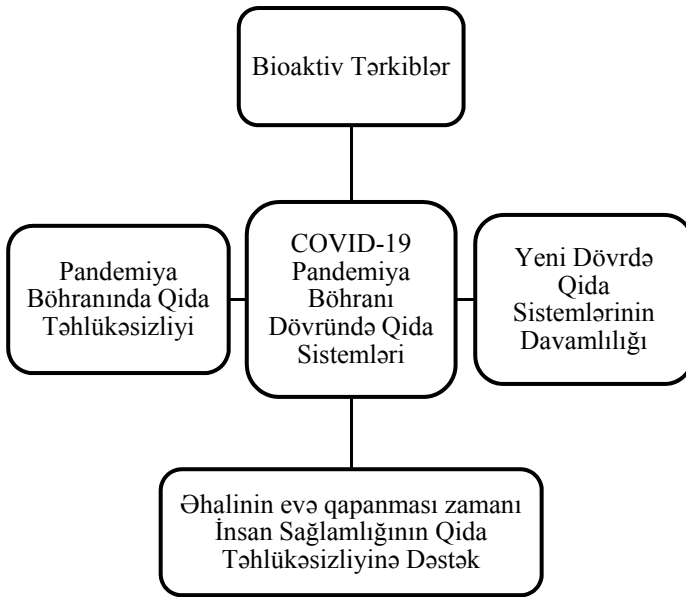 Bioaktiv Tərkiblər
Pandemiya
Böhranında Qida
Təhlükəsizliyi
COVID-19
Pandemiya
Böhranı
Dövründə Qida
Sistemləri
Yeni Dövrdə
Qida
Sistemlərinin
Davamlılığı
Əhalinin evə qapanması zamanı
İnsan Sağlamlığının Qida
Təhlükəsizliyinə Dəstək